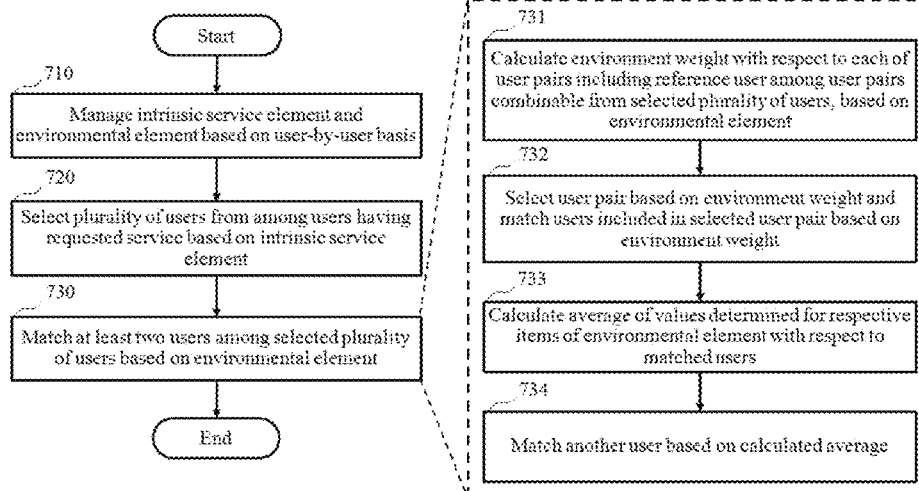 Start
710
Manage intrinsic service element and
environmental element based on user-by-user basis
720
Select plurality of users from among users having
requested service based on intrinsic service
element
730
Match at least two users among selected plurality
of users based on environmental element
End
731
Calculate environment weight with respect to each of
user pairs including reference user among user pairs
combinable from selected plurality of users, based on
environmental element
732
Select user pair based on environment weight and
match users included in selected user pair based on
environment weight
733
Calculate average of values determined for respective
items of environmental element with respect to
matched users
734
Match another user based on calculated average